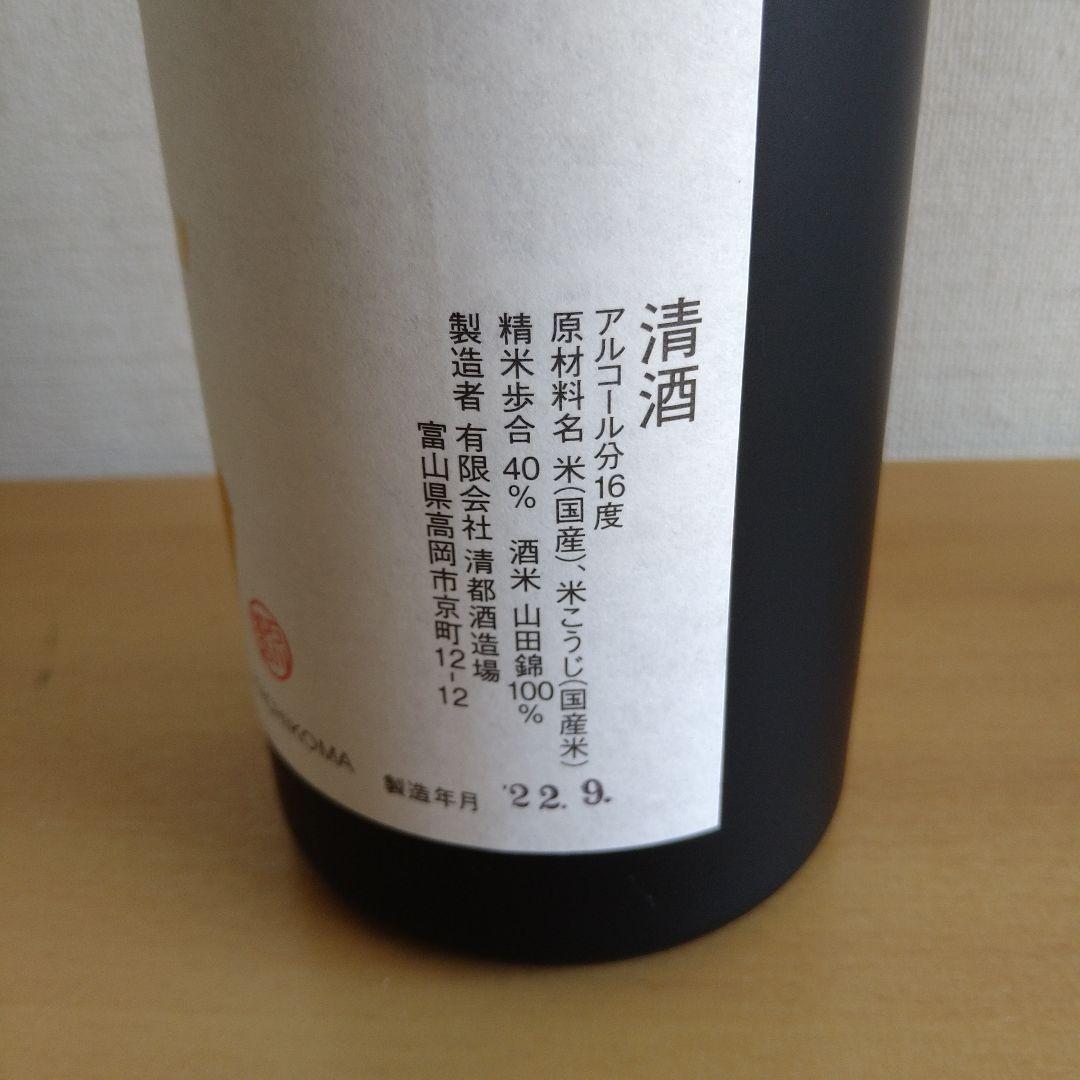 清酒
アルコール分16度
原材料名 米(国産)、米こうじ(国産米)
精米歩合 40% 酒米 山田錦100%
製造者 有限会社 清都酒造場
富山県高岡市京町12-12
製造年月 '22.9.